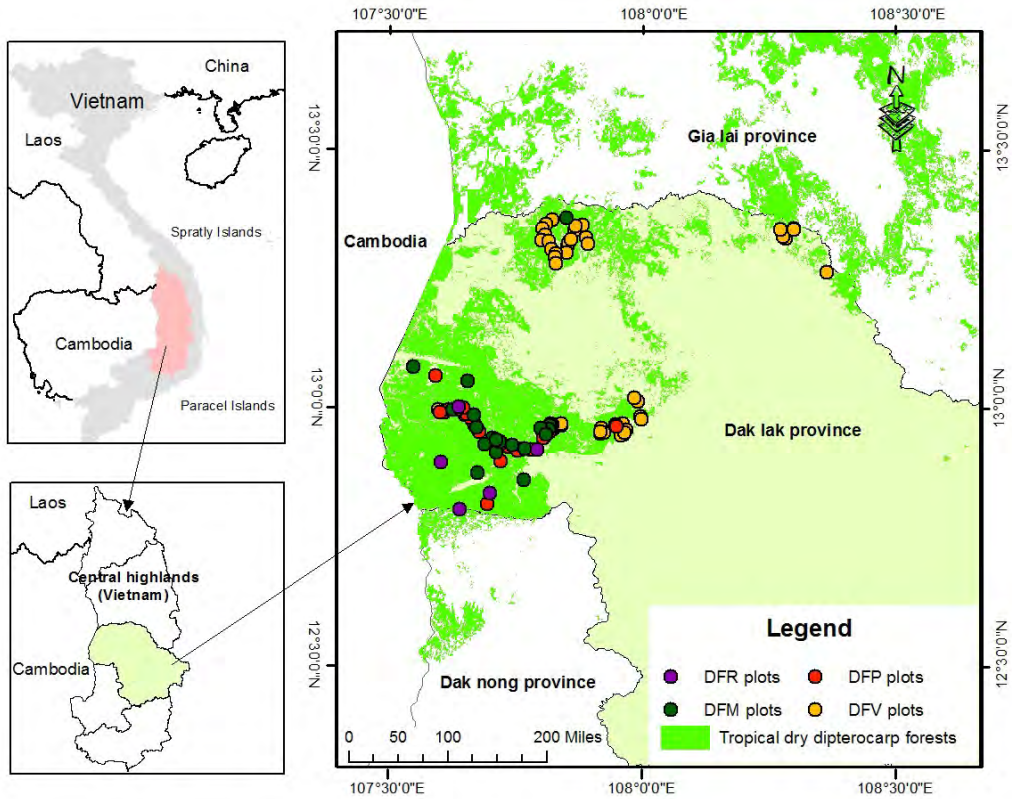 China
Vietnam
Laos
Spratly Islands
Cambodia
Paracel Islands
Laos
Central highlands
(Vietnam)
Cambodia
107°30'0"E
108°0'0"E
108°30'0"E
13°30'0"N
13°0'0"N
12°30'0"N
N
Gia lai province
Cambodia
Dak lak province
Dak nong province
13°30'0"N
13°0'0"N
12°30'0"N
0 50 100 200 Miles
Legend
DFR plots
DFP plots
DFM plots
DFV plots
Tropical dry dipterocarp forests
107°30'0"E
108°0'0"E
108°30'0"E